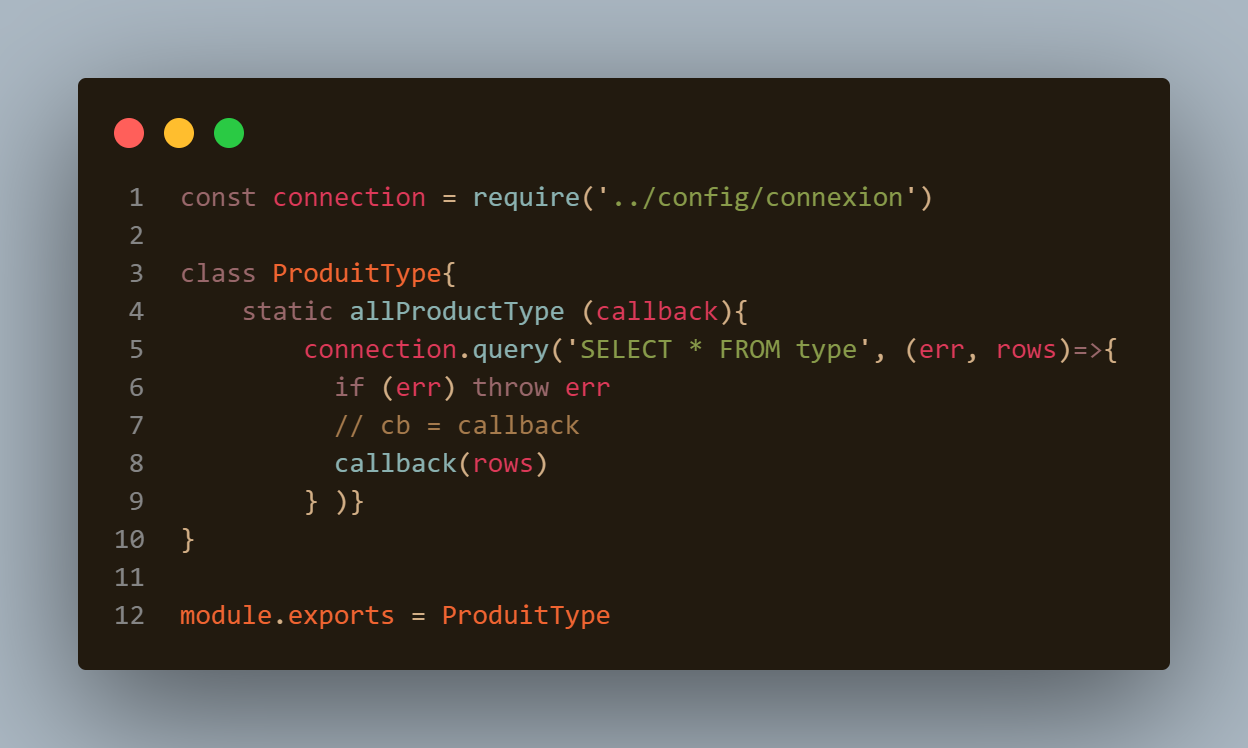 1 const connection = require('../config/connexion')
2
3 class ProduitType{
4     static allProductType (callback){
5         connection.query('SELECT * FROM type', (err, rows)=>{
6           if (err) throw err
7           // cb = callback
8           callback(rows)
9         } )}
10 }
11
12 module.exports = ProduitType